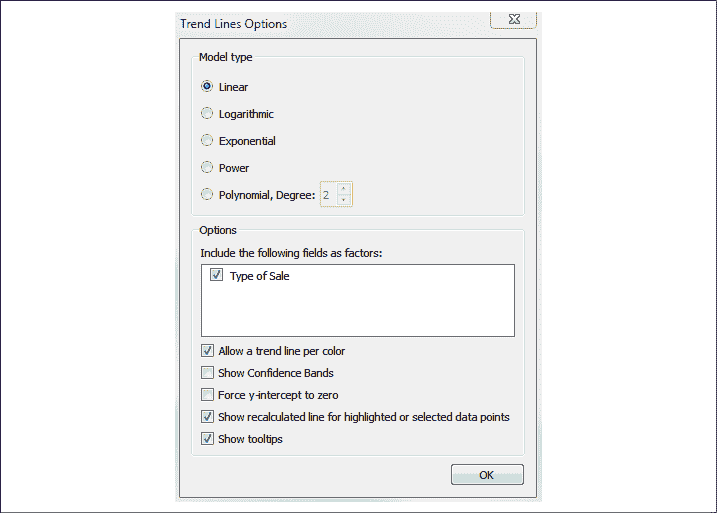 Trend Lines Options
Model type
Linear
Logarithmic
Exponential
Power
Polynomial, Degree: 2
Options
Include the following fields as factors:
Type of Sale
Allow a trend line per color
Show Confidence Bands
Force y-intercept to zero
Show recalculated line for highlighted or selected data points
Show tooltips
OK